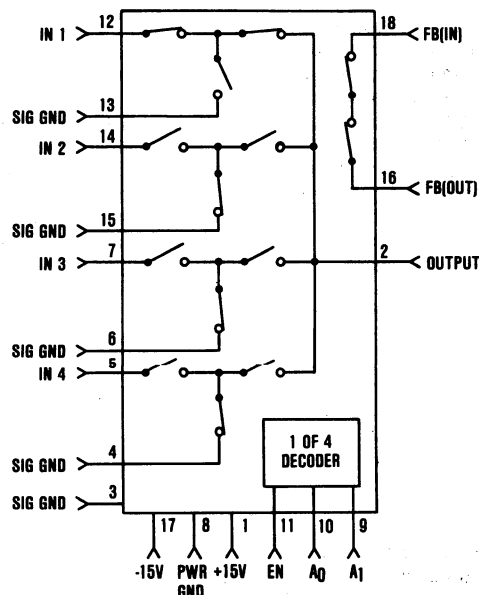 12
18
IN 1
FB(IN)
13
SIG GND
14
IN 2
16
FB(OUT)
15
SIG GND
7
2
IN 3
OUTPUT
6
SIG GND
5
IN 4
1 OF 4
DECODER
4
SIG GND
3
SIG GND
17 8 1 11 10 9
-15V PWR +15V EN A0 A1
GND